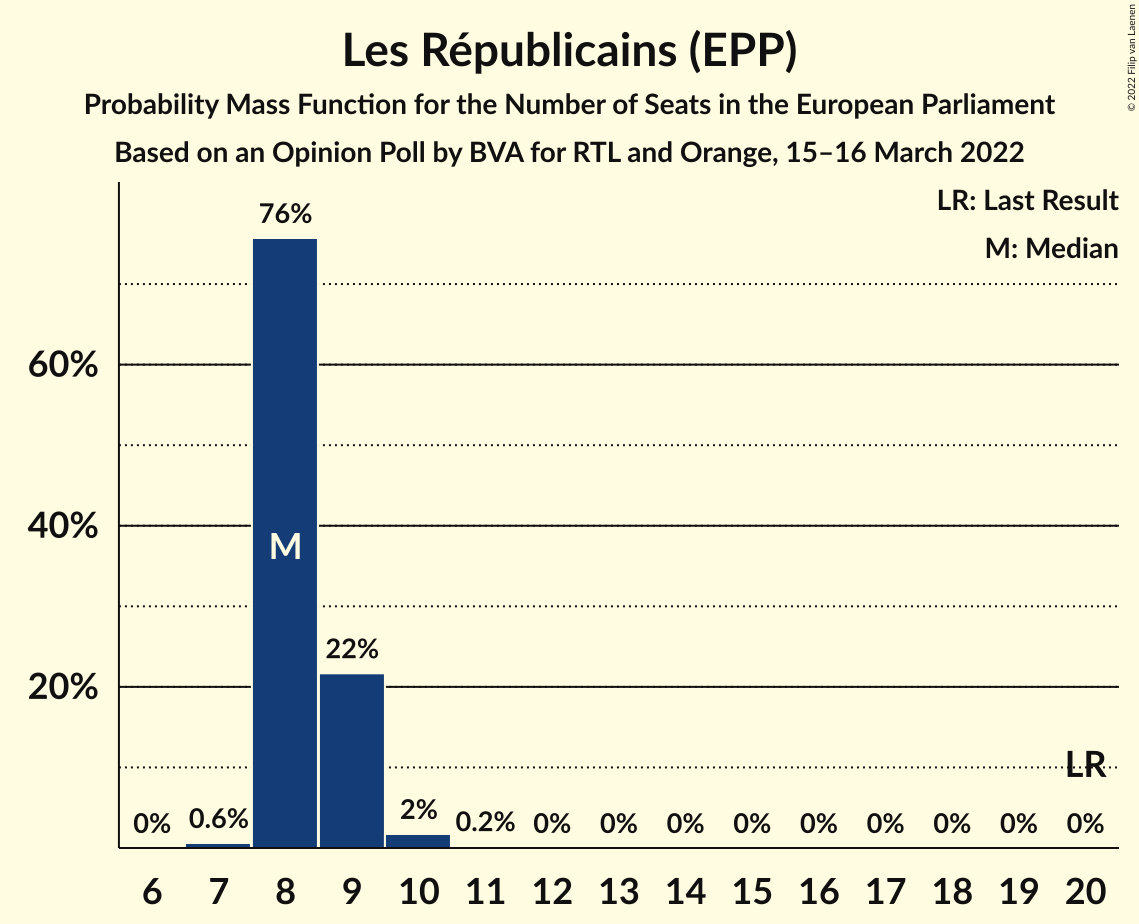 Les Républicains (EPP)
Probability Mass Function for the Number of Seats in the European Parliament
Based on an Opinion Poll by BVA for RTL and Orange, 15–16 March 2022
© 2022 Filip van Laenen
LR: Last Result
M: Median
76%
60%
40%
M
22%
20%
LR
0% 0.6% 2% 0.2% 0% 0% 0% 0% 0% 0% 0% 0% 0%
6 7 8 9 10 11 12 13 14 15 16 17 18 19 20